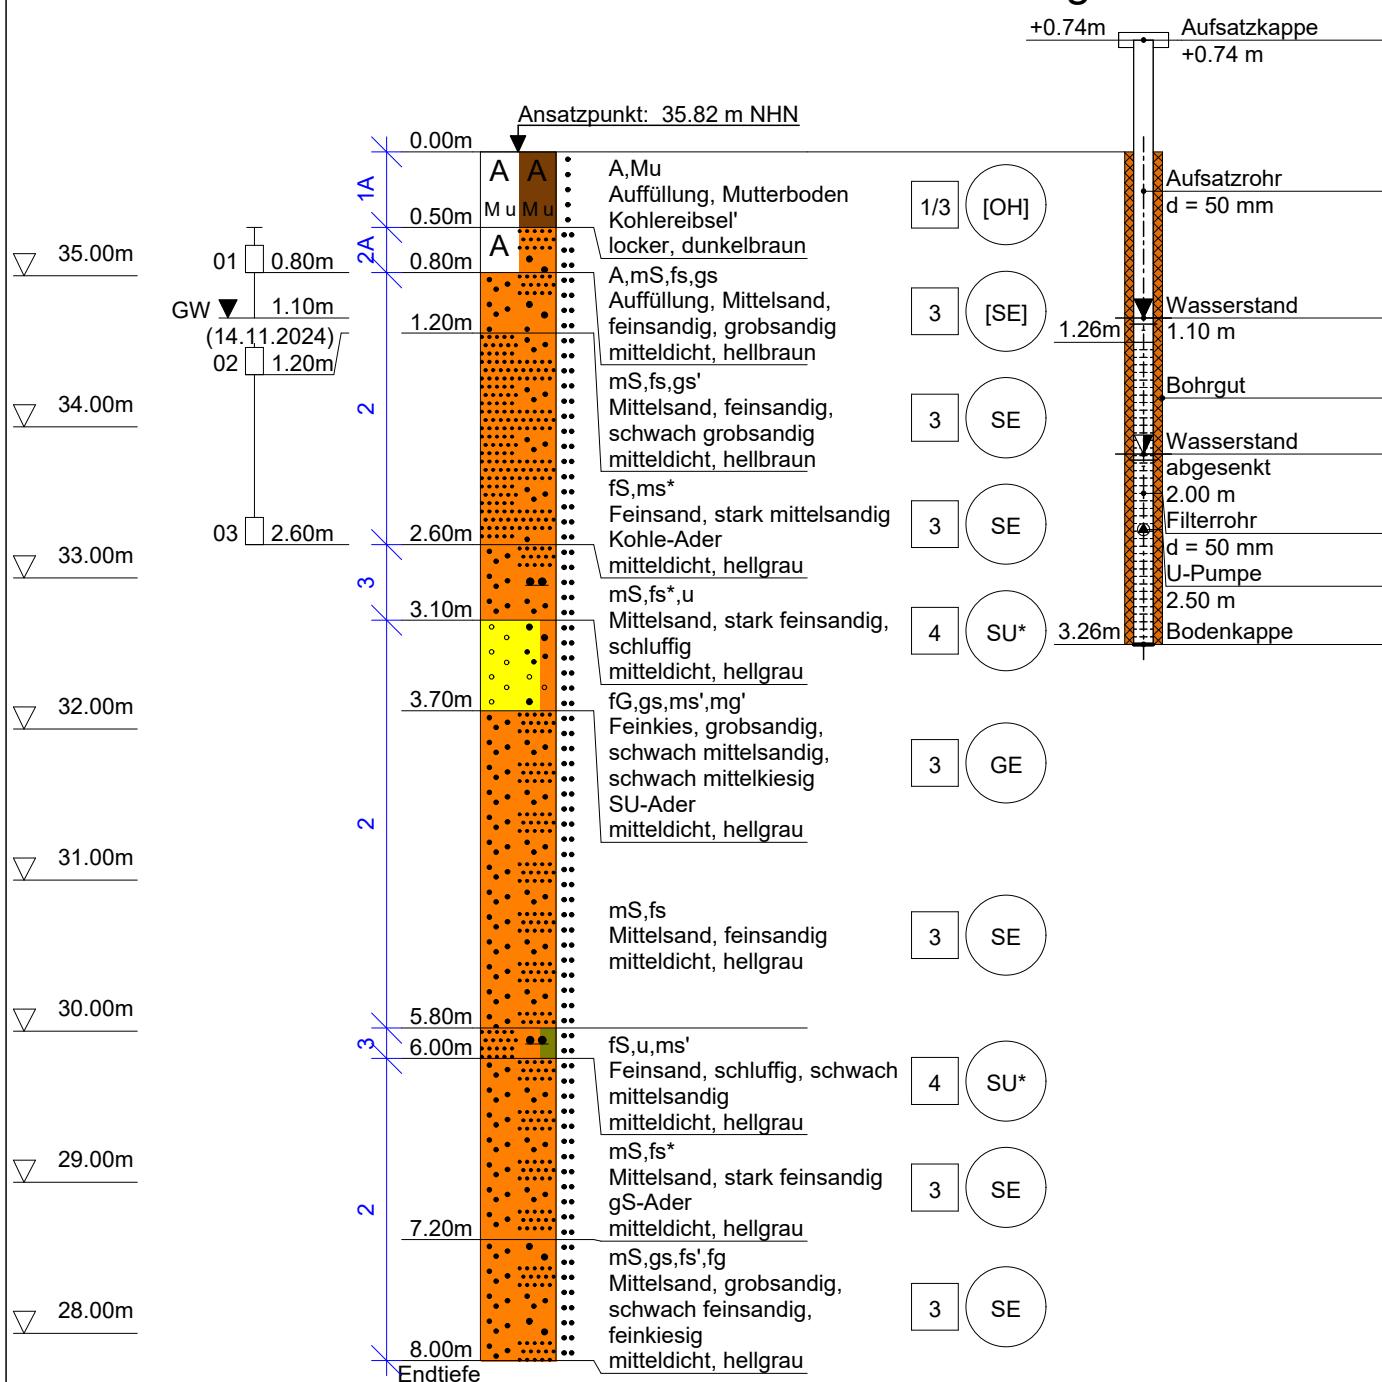 +0.74m
Aufsatzkappe
+0.74 m
Ansatzpunkt: 35.82 m NHN
0.00m
1A
A A
Mu Mu
A,Mu
Auffüllung, Mutterboden
Kohlereibsel'
locker, dunkelbraun
1/3 [OH]
Aufsatzrohr
d = 50 mm
0.50m
2A
A
35.00m
01 0.80m
0.80m
A,mS,fs,gs
Auffüllung, Mittelsand,
feinsandig, grobsandig
mitteldicht, hellbraun
3 [SE]
GW 1.10m
(14.11.2024)
02 1.20m
1.20m
Wasserstand
1.10 m
1.26m
2
34.00m
mS,fs,gs'
Mittelsand, feinsandig,
schwach grobsandig
mitteldicht, hellbraun
3 SE
Bohrgut
Wasserstand
abgesenkt
2.00 m
Filterrohr
d = 50 mm
U-Pumpe
2.50 m
fS,ms*
Feinsand, stark mittelsandig
Kohle-Ader
mitteldicht, hellgrau
3 SE
03 2.60m
2.60m
33.00m
3
3.10m
mS,fs*,u
Mittelsand, stark feinsandig,
schluffig
mitteldicht, hellgrau
4 SU*
3.26m
Bodenkappe
32.00m
3.70m
fG,gs,ms',mg'
Feinkies, grobsandig,
schwach mittelsandig,
schwach mittelkiesig
SU-Ader
mitteldicht, hellgrau
3 GE
2
31.00m
mS,fs
Mittelsand, feinsandig
mitteldicht, hellgrau
3 SE
30.00m
5.80m
3
6.00m
fS,u,ms'
Feinsand, schluffig, schwach
mittelsandig
mitteldicht, hellgrau
4 SU*
29.00m
2
mS,fs*
Mittelsand, stark feinsandig
gS-Ader
mitteldicht, hellgrau
3 SE
7.20m
28.00m
mS,gs,fs',fg
Mittelsand, grobsandig,
schwach feinsandig,
feinkiesig
mitteldicht, hellgrau
3 SE
8.00m
Endtiefe